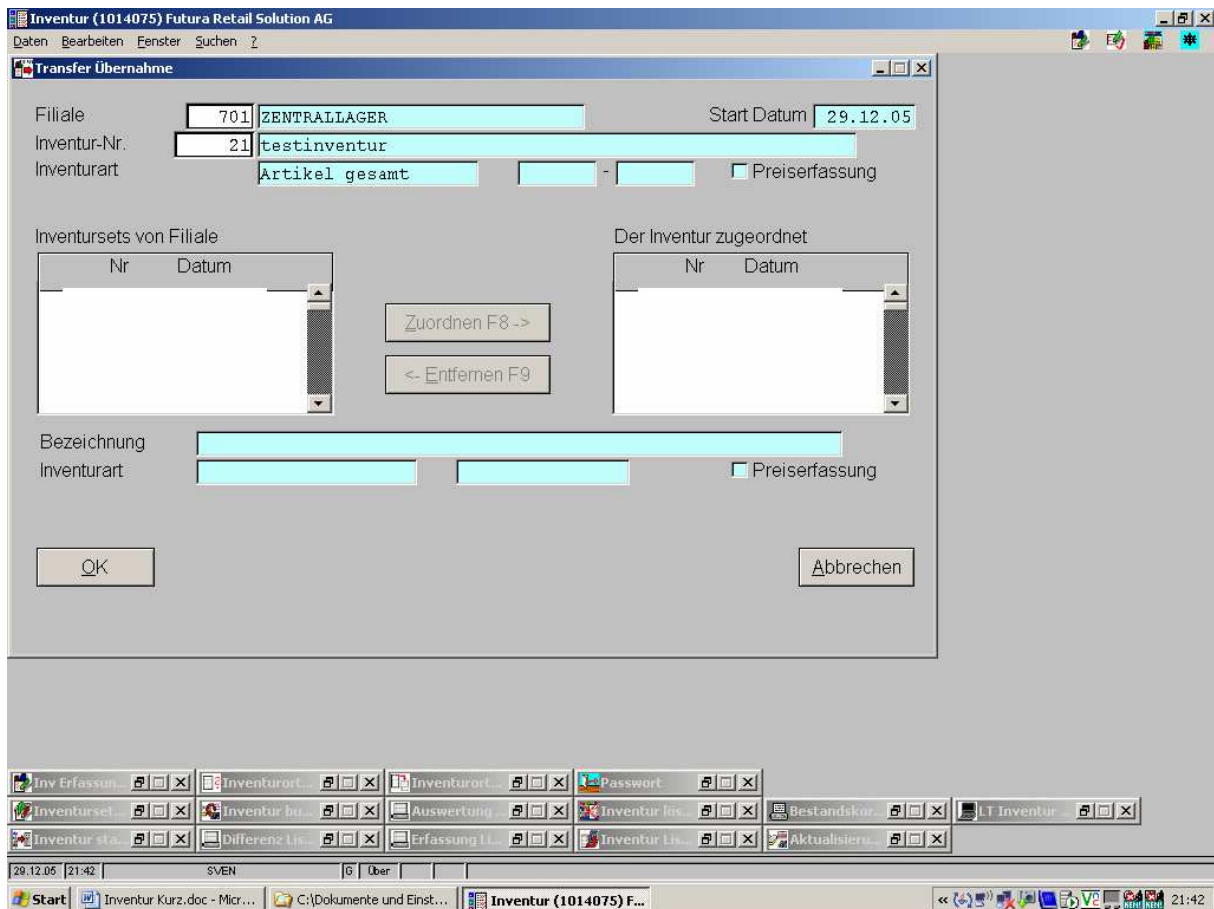 Inventur (1014075) Futura Retail Solution AG
Daten Bearbeiten Fenster Suchen ?
Transfer Übernahme
Filiale 701 ZENTRALLAGER Start Datum 29.12.05
Inventur-Nr. 21 testinventur
Inventurart Artikel gesamt - Preiserfassung
Inventursets von Filiale Der Inventur zugeordnet
Nr Datum Nr Datum
Zuordnen F8 ->
<- Entfernen F9
Bezeichnung
Inventurart Preiserfassung
OK Abbrechen
Inv Erfassun... Inventurort... Inventurort... Passwort
Inventurset... Inventur bu... Auswertung... Inventur lös... Bestandskor... LT Inventur...
Inventur sta... Differenz Lis... Erfassung Li... Inventur Lis... Aktualisieru...
29.12.05 21:42 SVEN G Über
Start Inventur Kurz.doc - Micr... C:\Dokumente und Einst... Inventur (1014075) F... « 21:42